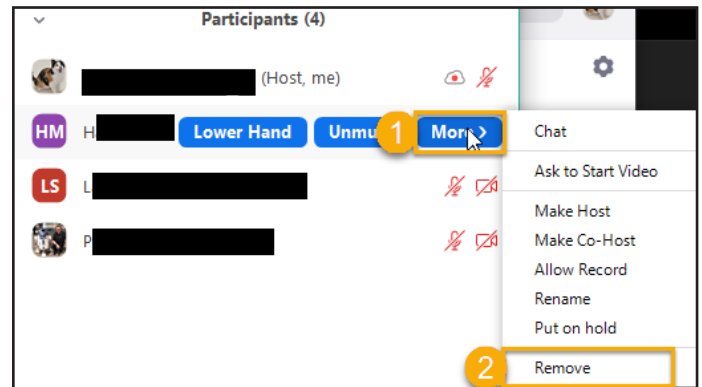 Participants (4)
(Host, me)
HM H Lower Hand Unmu 1 More >
LS L
P
Chat
Ask to Start Video
Make Host
Make Co-Host
Allow Record
Rename
Put on hold
2 Remove